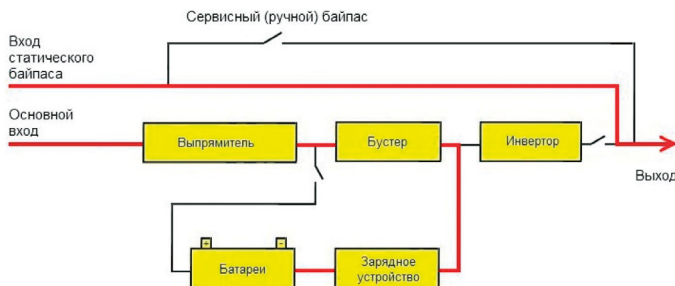 Сервисный (ручной) байпас
Вход
статического
байпаса
Основной
вход
Выпрямитель
Бустер
Инвертор
Выход
+
-
Батареи
Зарядное
устройство